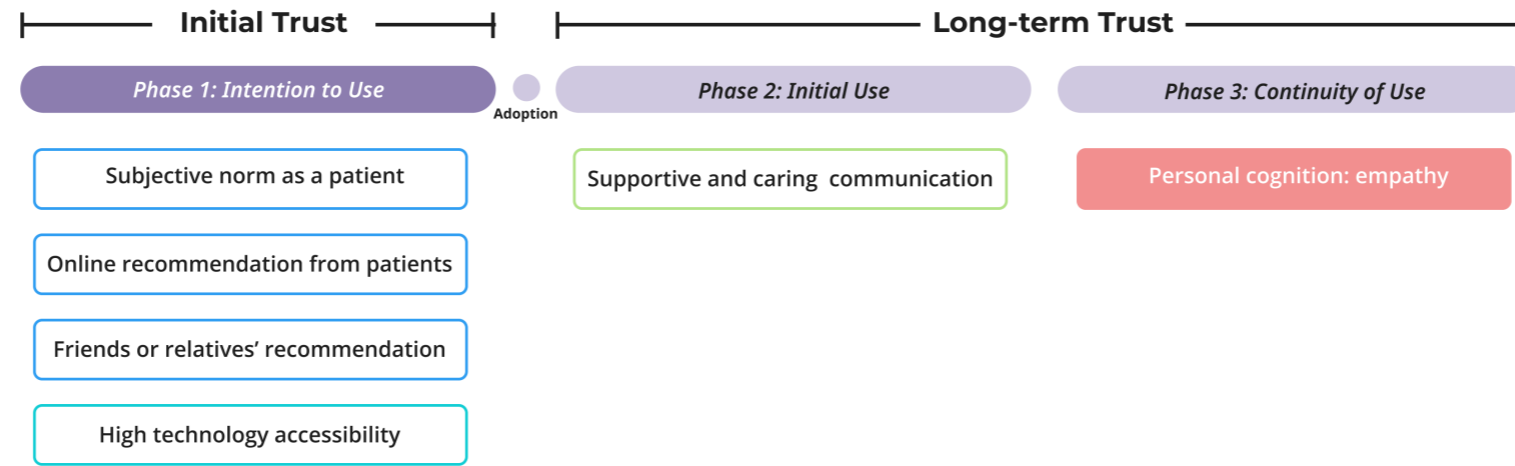 Initial Trust
Long-term Trust
Phase 1: Intention to Use
Adoption
Phase 2: Initial Use
Phase 3: Continuity of Use
Subjective norm as a patient
Supportive and caring communication
Personal cognition: empathy
Online recommendation from patients
Friends or relatives’ recommendation
High technology accessibility